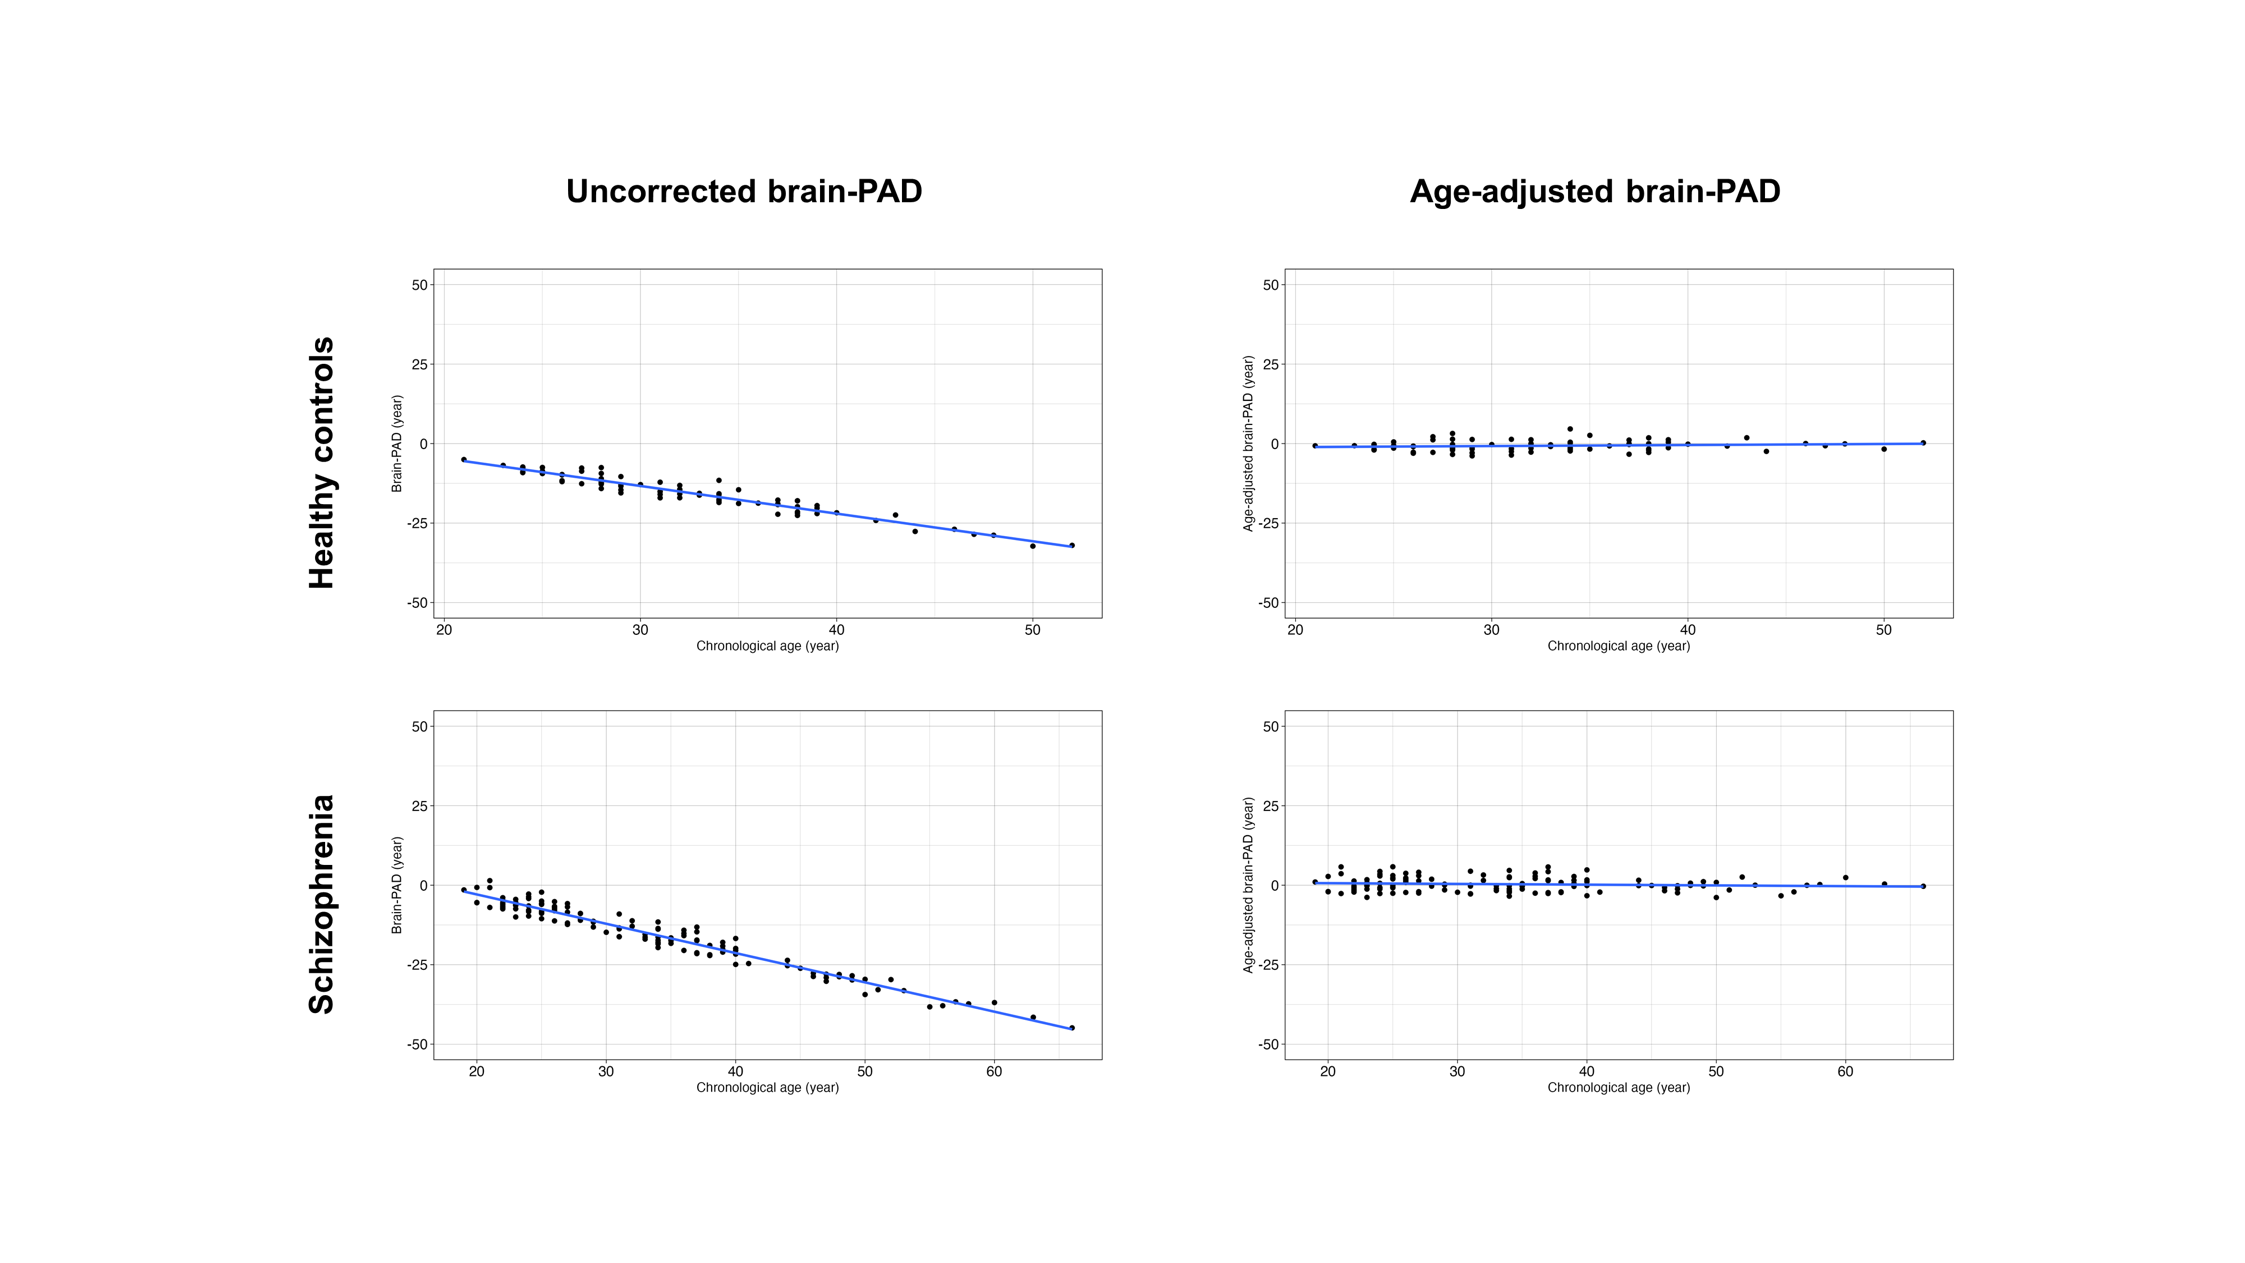 Uncorrected brain-PAD
Age-adjusted brain-PAD
Healthy controls
Brain-PAD (year)
50
25
0
-25
-50
20 30 40 50
Chronological age (year)
Age-adjusted brain-PAD (year)
50
25
0
-25
-50
20 30 40 50
Chronological age (year)
Schizophrenia
Brain-PAD (year)
50
25
0
-25
-50
20 30 40 50 60
Chronological age (year)
Age-adjusted brain-PAD (year)
50
25
0
-25
-50
20 30 40 50 60
Chronological age (year)